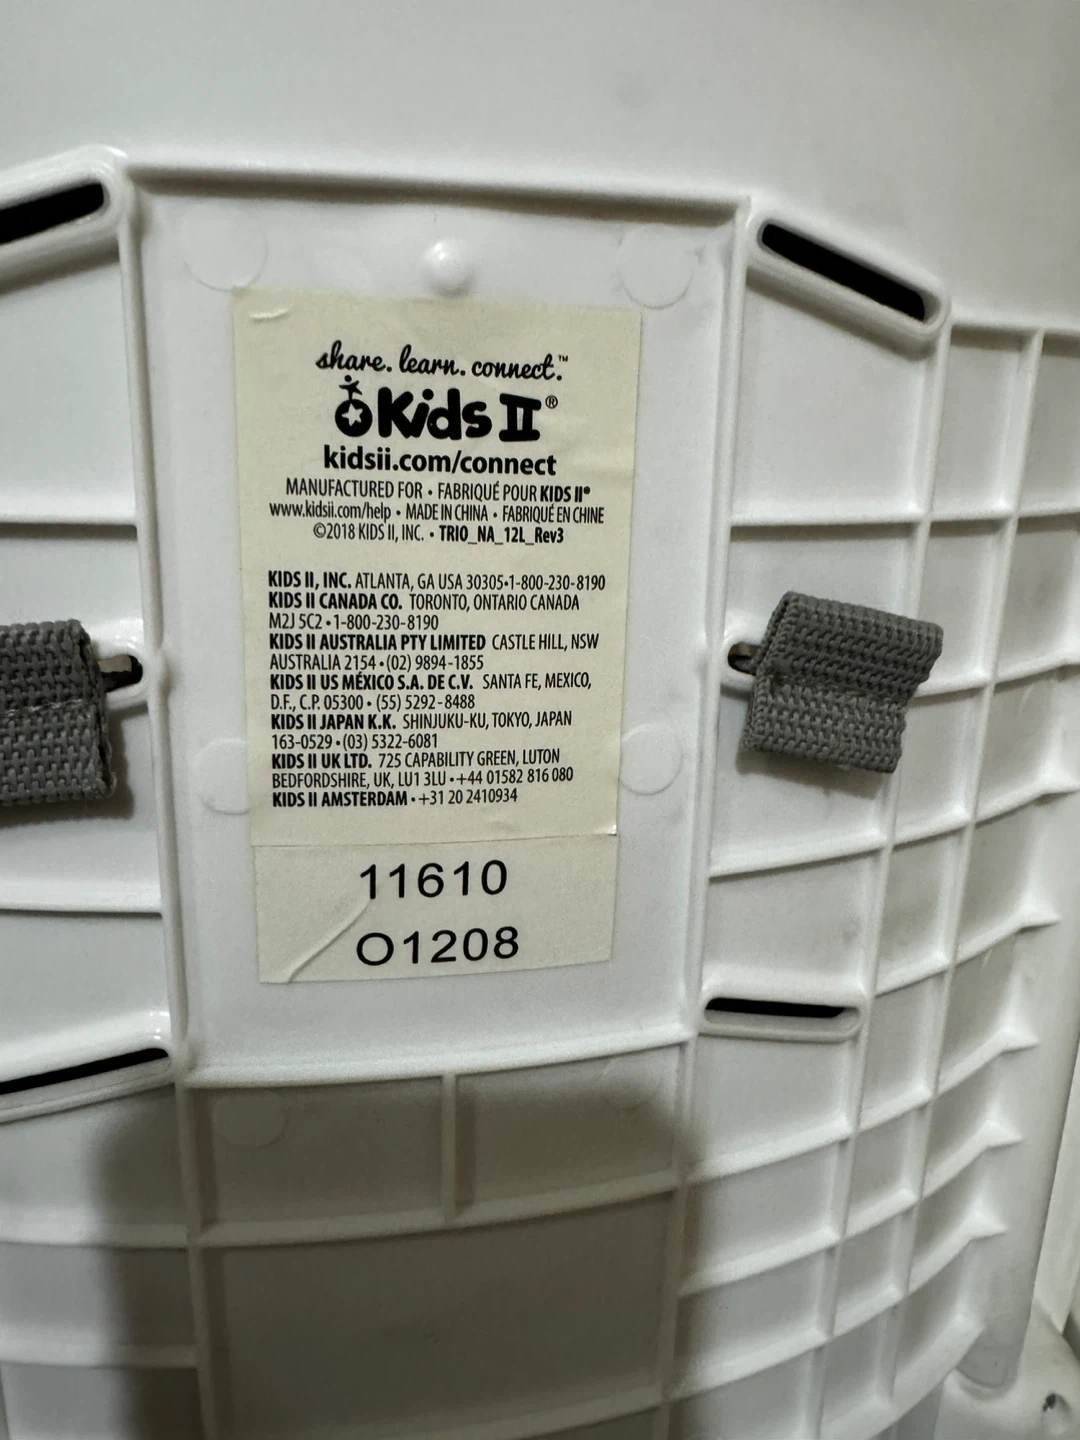 share. learn. connect.™
Kids II®
kidsii.com/connect
MANUFACTURED FOR • FABRIQUÉ POUR KIDS II®
www.kidsii.com/help • MADE IN CHINA • FABRIQUÉ EN CHINE
©2018 KIDS II, INC. • TRIO_NA_12L_Rev3
KIDS II, INC. ATLANTA, GA USA 30305•1-800-230-8190
KIDS II CANADA CO. TORONTO, ONTARIO CANADA
M2J 5C2 • 1-800-230-8190
KIDS II AUSTRALIA PTY LIMITED CASTLE HILL, NSW
AUSTRALIA 2154 • (02) 9894-1855
KIDS II US MÉXICO S.A. DE C.V. SANTA FE, MEXICO,
D.F., C.P. 05300 • (55) 5292-8488
KIDS II JAPAN K.K. SHINJUKU-KU, TOKYO, JAPAN
163-0529 • (03) 5322-6081
KIDS II UK LTD. 725 CAPABILITY GREEN, LUTON
BEDFORDSHIRE, UK, LU1 3LU • +44 01582 816 080
KIDS II AMSTERDAM • +31 20 2410934
11610
O1208